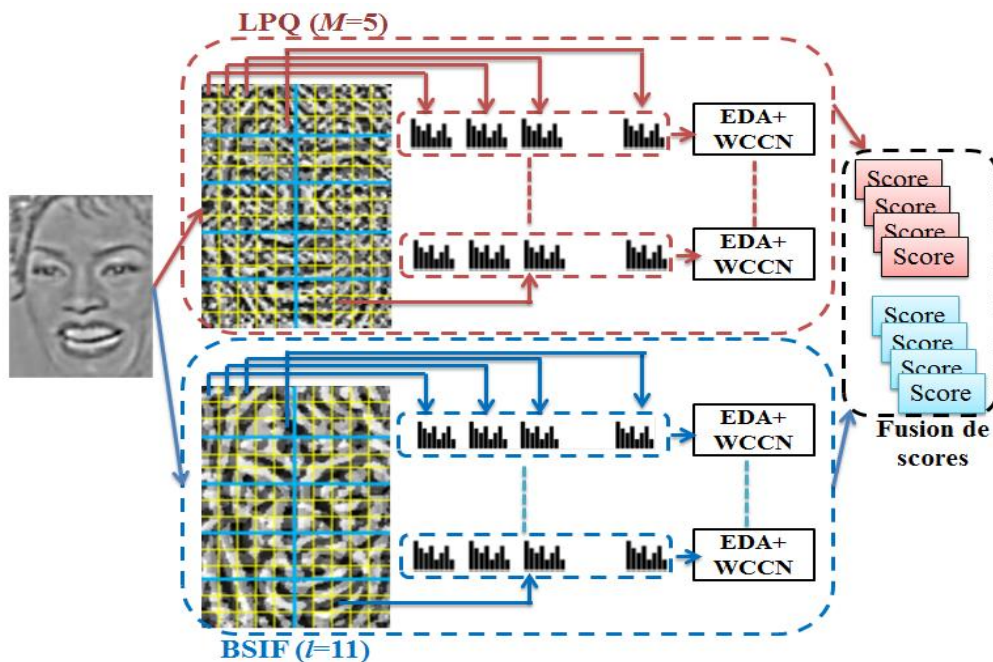 LPQ (M=5)
EDA+
WCCN
EDA+
WCCN
Score
Score
Score
Score
Score
Score
Score
Score
Fusion de
scores
EDA+
WCCN
EDA+
WCCN
BSIF (l=11)